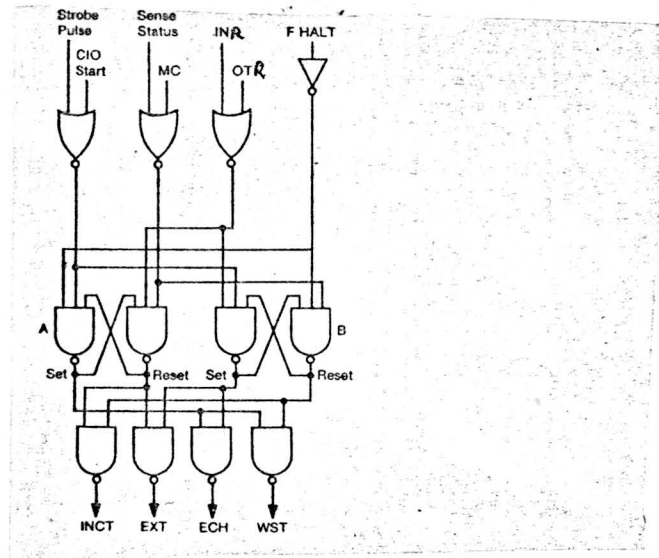 Strobe
Pulse
Sense
Status
INR
F HALT
CIO
Start
MC
OTR
A
B
Set
Reset
Set
Reset
INCT
EXT
ECH
WST